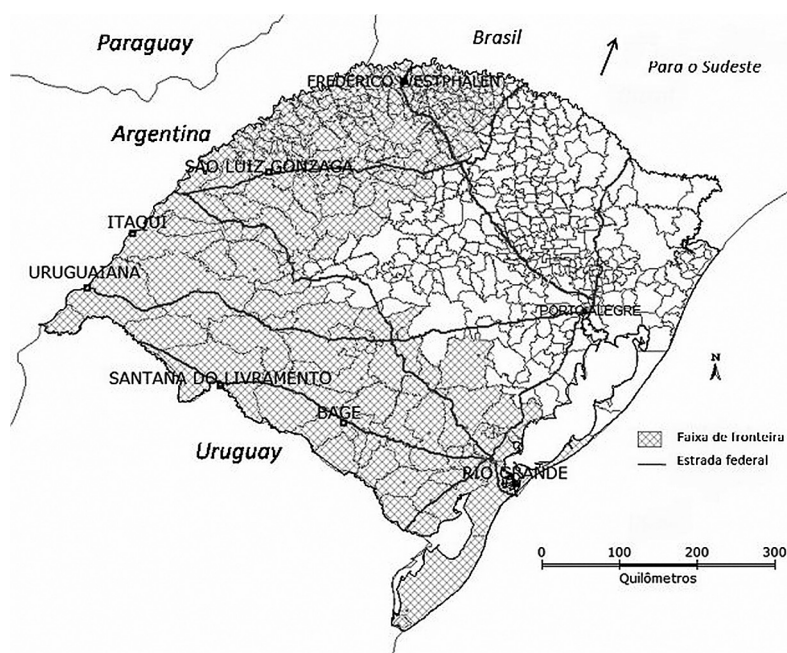 Paraguay
Brasil
Para o Sudeste
FREDERICO WESTPHALEN
Argentina
SÃO LUIZ GONZAGA
ITAQUI
URUGUAIANA
PORTO ALEGRE
N
SANTANA DO LIVRAMENTO
BAGE
Uruguay
Faixa de fronteira
Estrada federal
RIO GRANDE
0 100 200 300
Quilômetros